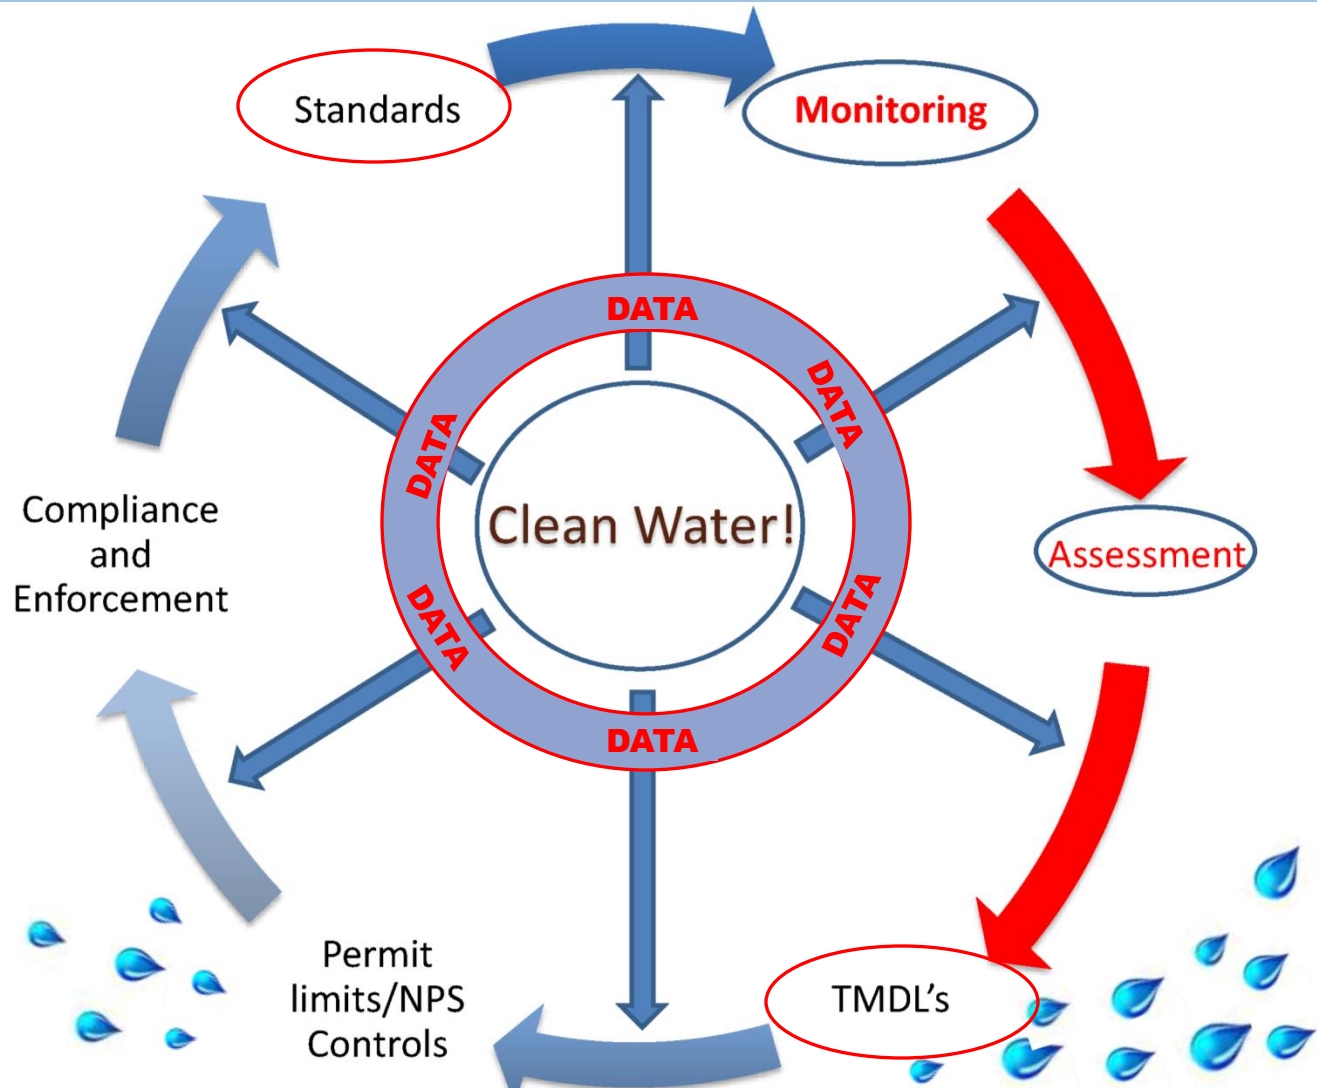 Standards
Monitoring
DATA
DATA
DATA
Clean Water!
Compliance
and
Enforcement
Assessment
DATA
DATA
DATA
Permit
limits/NPS
Controls
TMDL's